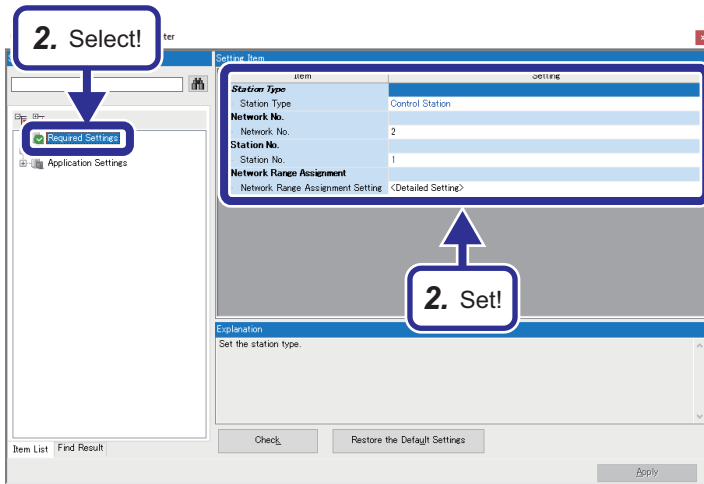 2. Select!
ter
Setting Item
Item Setting
Station Type
Station Type Control Station
Network No.
Network No. 2
Station No.
Station No. 1
Network Range Assignment
Network Range Assignment Setting <Detailed Setting>
Required Settings
Application Settings
2. Set!
Explanation
Set the station type.
Check Restore the Default Settings
Item List Find Result
Apply